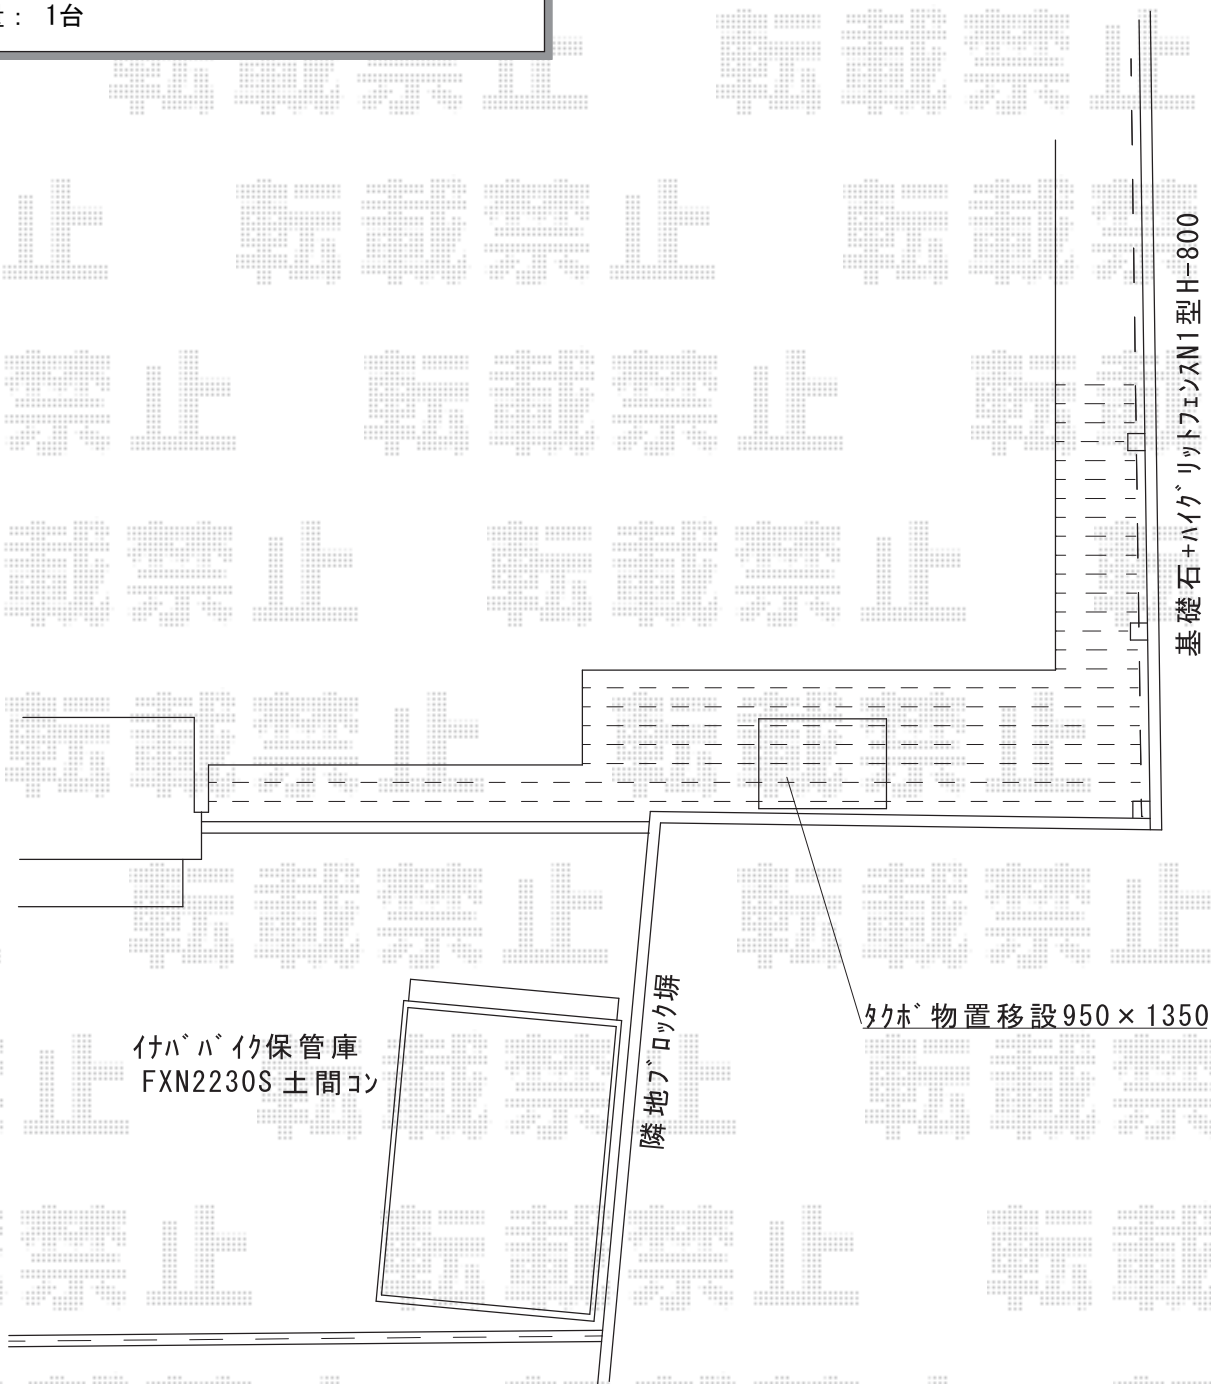 : 1台
基礎石+ハイグリットフェンスN1型H-800
タクボ物置移設950×1350
イナババイク保管庫
FXN2230S 土間コン
隣地ブロック塀
転載禁止